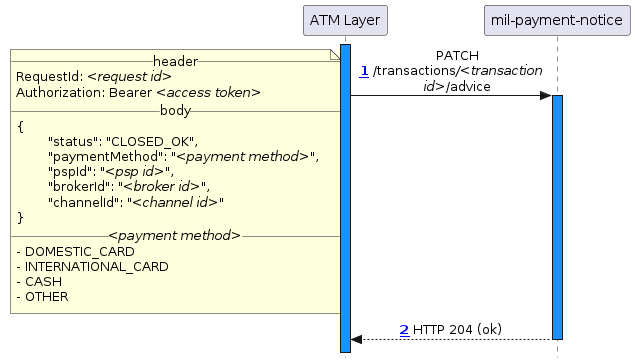 ATM Layer
mil-payment-notice
header
RequestId: <request id>
Authorization: Bearer <access token>
body
{
"status": "CLOSED_OK",
"paymentMethod": "<payment method>",
"pspId": "<psp id>",
"brokerId": "<broker id>",
"channelId": "<channel id>"
}
<payment method>
- DOMESTIC_CARD
- INTERNATIONAL_CARD
- CASH
- OTHER
PATCH
1 /transactions/<transaction
id>/advice
2 HTTP 204 (ok)